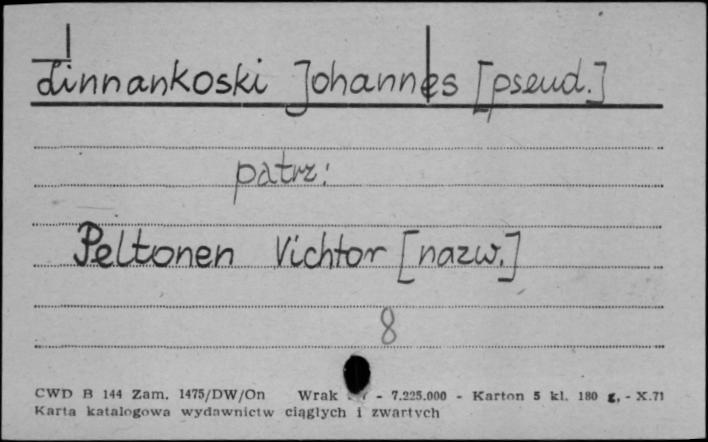 Linnankoski Johannes [pseud.]
patrz:
Peltonen Vichtor [nazw.]
8
CWD B 144 Zam. 1475/DW/On Wrak - 7.225.000 - Karton 5 kl. 180 g. - X.71
Karta katalogowa wydawnictw ciągłych i zwartych